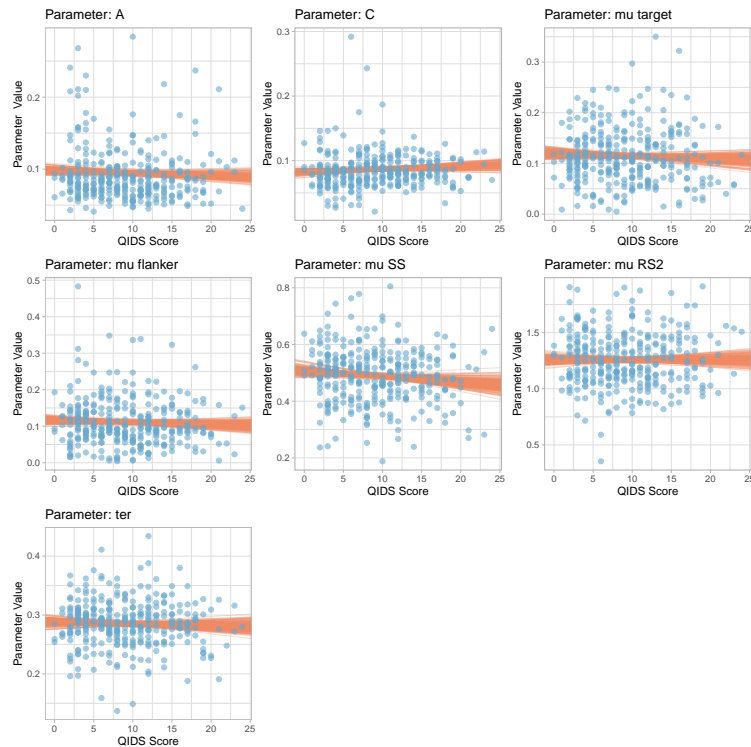 Parameter: A
Parameter Value
0.2
0.1
0 5 10 15 20 25
QIDS Score
Parameter: C
Parameter Value
0.3
0.2
0.1
0.0
0 5 10 15 20 25
QIDS Score
Parameter: mu target
Parameter Value
0.3
0.2
0.1
0.0
0 5 10 15 20 25
QIDS Score
Parameter: mu flanker
Parameter Value
0.5
0.4
0.3
0.2
0.1
0.0
0 5 10 15 20 25
QIDS Score
Parameter: mu SS
Parameter Value
0.8
0.6
0.4
0.2
0 5 10 15 20 25
QIDS Score
Parameter: mu RS2
Parameter Value
1.5
1.0
0.5
0 5 10 15 20 25
QIDS Score
Parameter: ter
Parameter Value
0.4
0.3
0.2
0 5 10 15 20 25
QIDS Score